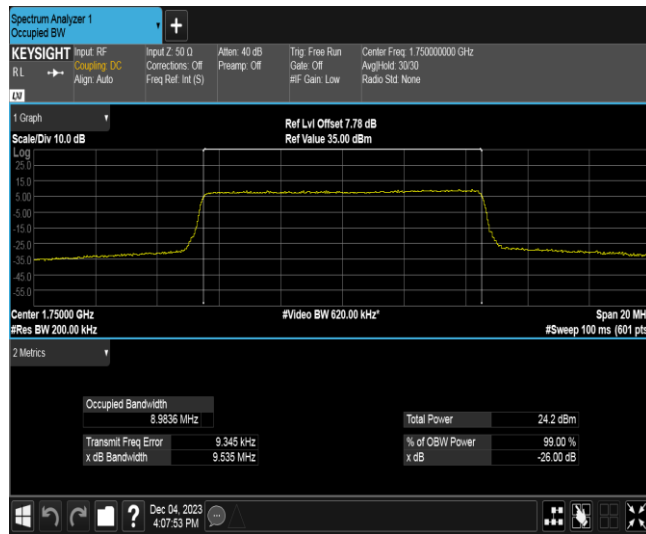 Spectrum Analyzer 1
Occupied BW
+
KEYSIGHT Input: RF Input Z: 50 Ω Atten: 40 dB Trig: Free Run Center Freq: 1.750000000 GHz
RL Coupling: DC Corrections: Off Preamp: Off Gate: Off Avg|Hold: 30/30
Align: Auto Freq Ref: Int (S) #IF Gain: Low Radio Std: None
LXI
1 Graph Ref Lvl Offset 7.78 dB
Scale/Div 10.0 dB Ref Value 35.00 dBm
Log
25.0
15.0
5.00
-5.00
-15.0
-25.0
-35.0
-45.0
-55.0
Center 1.75000 GHz #Video BW 620.00 kHz* Span 20 MH
#Res BW 200.00 kHz #Sweep 100 ms (601 pts
2 Metrics
Occupied Bandwidth
8.9836 MHz Total Power 24.2 dBm
Transmit Freq Error 9.345 kHz % of OBW Power 99.00 %
x dB Bandwidth 9.535 MHz x dB -26.00 dB
? Dec 04, 2023
4:07:53 PM